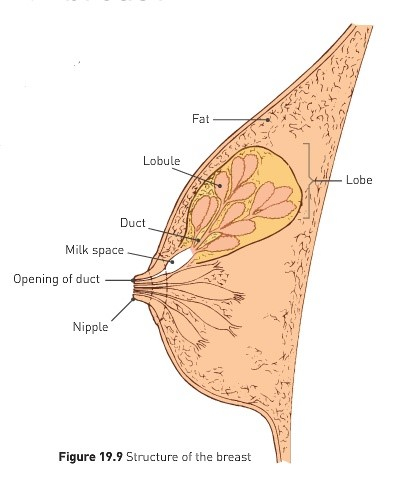 Fat
Lobule
Lobe
Duct
Milk space
Opening of duct
Nipple
Figure 19.9 Structure of the breast